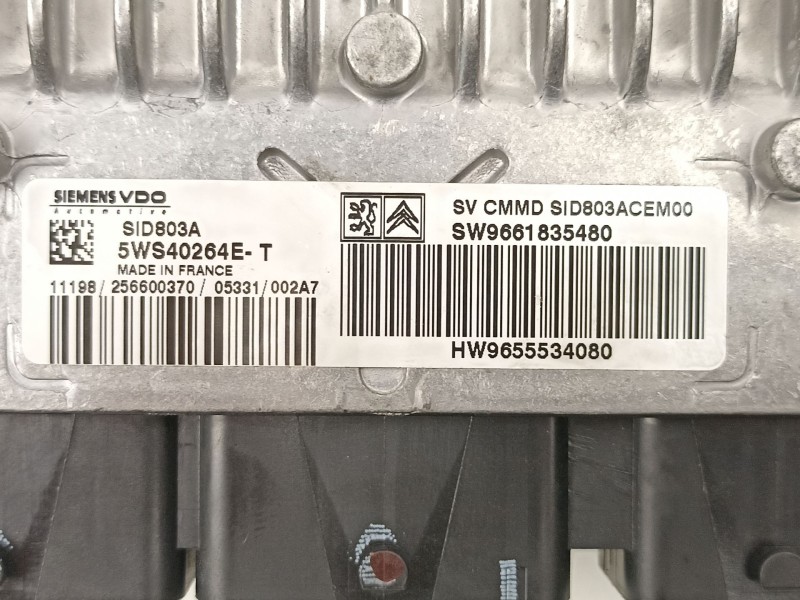 SIEMENS VDO
Automotive
SID803A
5WS40264E-T
MADE IN FRANCE
11198/256600370/05331/002A7
SV CMMD SID803ACEM00
SW9661835480
HW9655534080